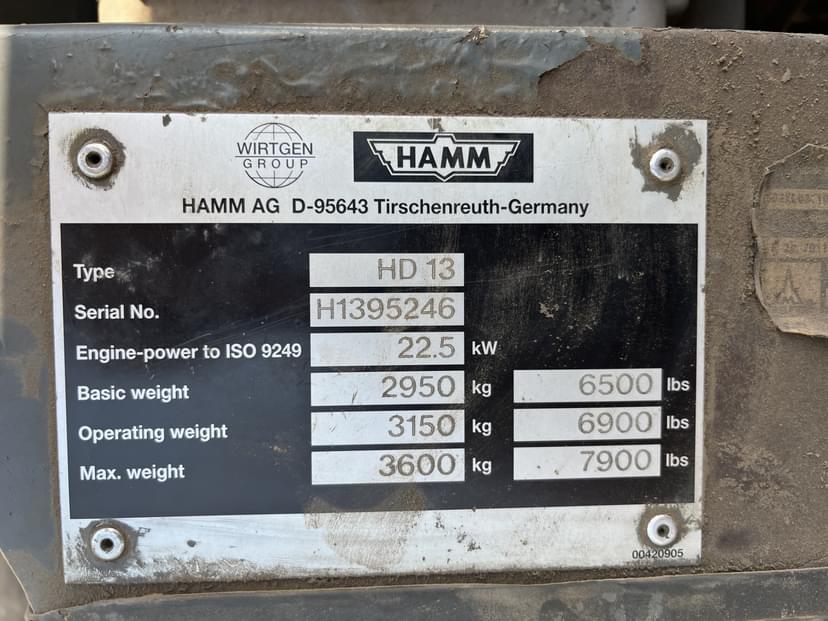 WIRTGEN
GROUP
HAMM
HAMM AG D-95643 Tirschenreuth-Germany
Type HD 13
Serial No. H1395246
Engine-power to ISO 9249 22.5 kW
Basic weight 2950 kg 6500 lbs
Operating weight 3150 kg 6900 lbs
Max. weight 3600 kg 7900 lbs
00420905